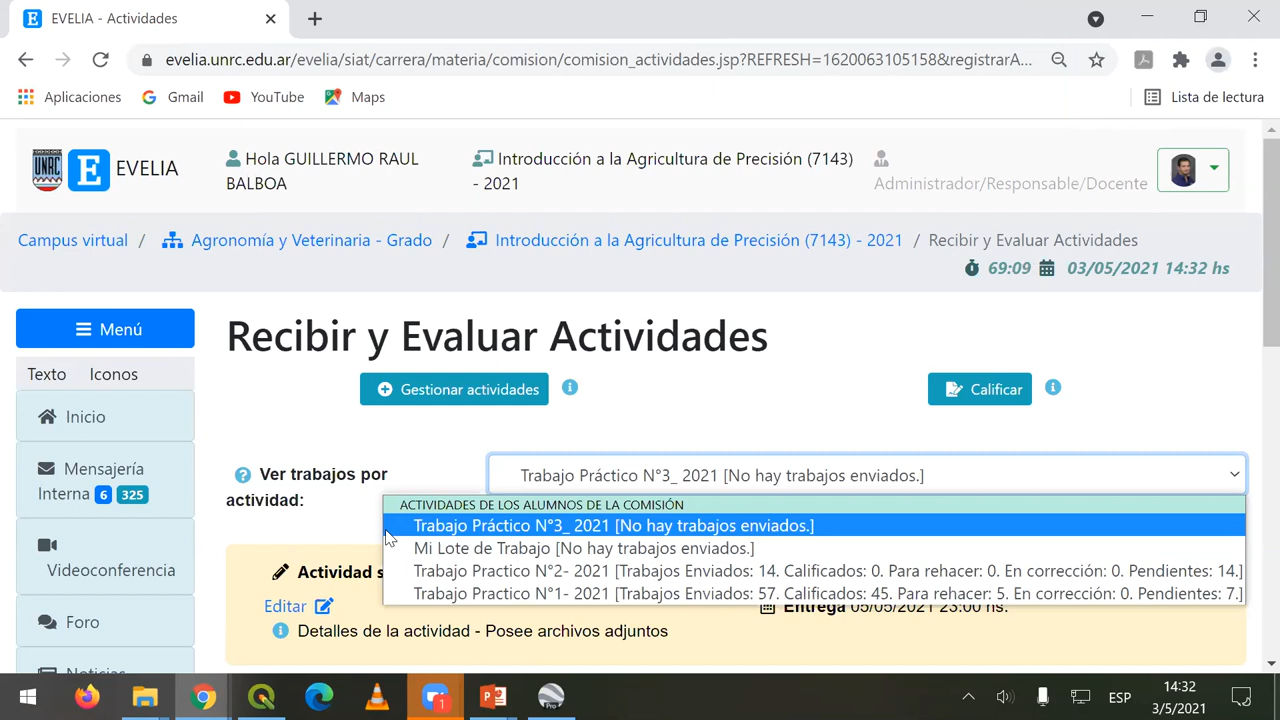 EVELIA - Actividades
evelia.unrc.edu.ar/evelia/siat/carrera/materia/comision/comision_actividades.jsp?REFRESH=1620063105158&registrarA...
Aplicaciones Gmail YouTube Maps Lista de lectura
UNRC E EVELIA
Hola GUILLERMO RAUL
BALBOA
Introducción a la Agricultura de Precisión (7143)
- 2021
Administrador/Responsable/Docente
Campus virtual / Agronomía y Veterinaria - Grado / Introducción a la Agricultura de Precisión (7143) - 2021 / Recibir y Evaluar Actividades
69:09 03/05/2021 14:32 hs
Menú
Texto Iconos
Inicio
Mensajería
Interna 6 325
Videoconferencia
Foro
Noticias
Recibir y Evaluar Actividades
Gestionar actividades
Calificar
Ver trabajos por
actividad:
Trabajo Práctico N°3_ 2021 [No hay trabajos enviados.]
ACTIVIDADES DE LOS ALUMNOS DE LA COMISIÓN
Trabajo Práctico N°3_ 2021 [No hay trabajos enviados.]
Mi Lote de Trabajo [No hay trabajos enviados.]
Trabajo Practico N°2- 2021 [Trabajos Enviados: 14. Calificados: 0. Para rehacer: 0. En corrección: 0. Pendientes: 14.]
Trabajo Practico N°1- 2021 [Trabajos Enviados: 57. Calificados: 45. Para rehacer: 5. En corrección: 0. Pendientes: 7.]
Actividad s
Editar
Entrega 05/05/2021 23:00 hs.
Detalles de la actividad - Posee archivos adjuntos
1
Pro
ESP
14:32
3/5/2021